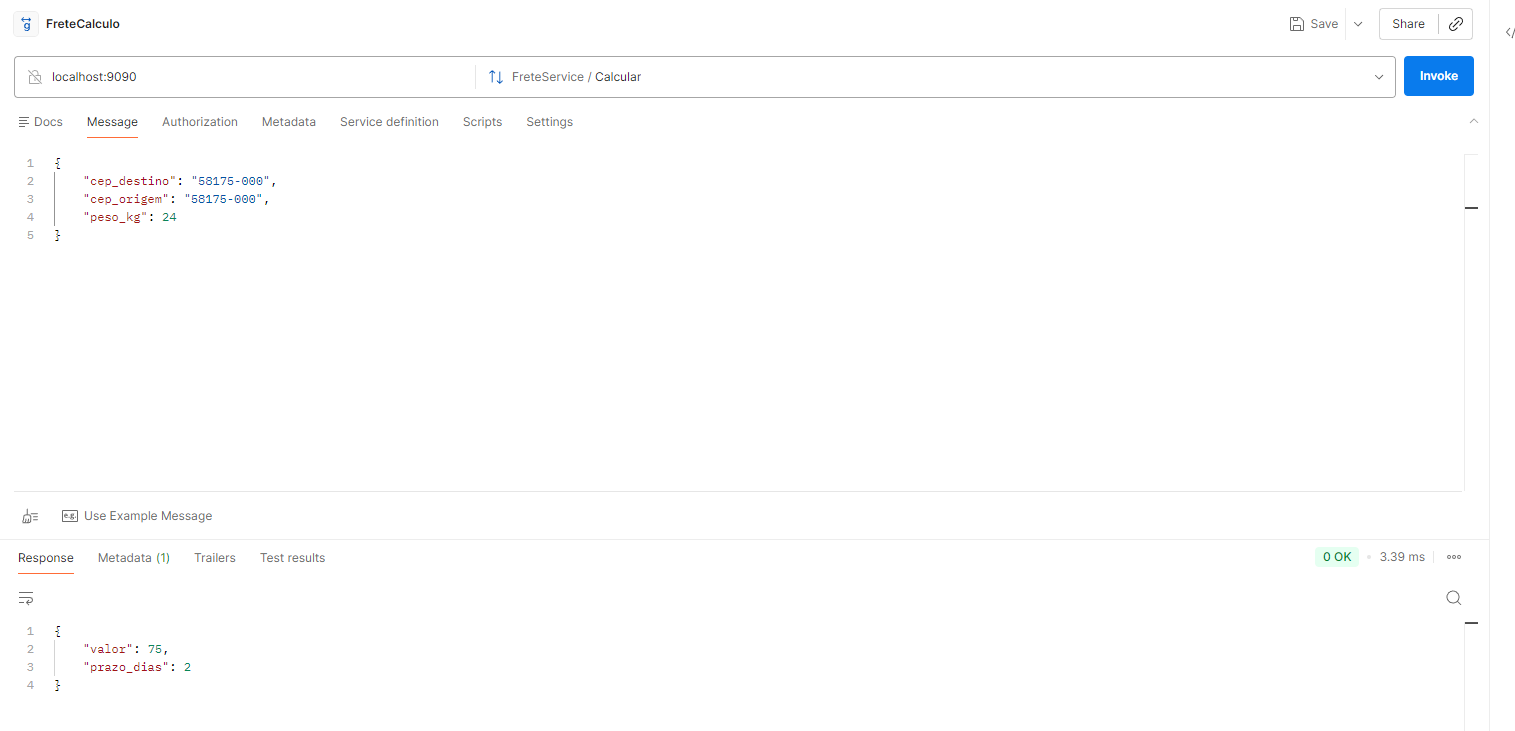 FreteCalculo
Save
Share
localhost:9090
FreteService / Calcular
Invoke
Docs Message Authorization Metadata Service definition Scripts Settings
1 {
2 "cep_destino": "58175-000",
3 "cep_origem": "58175-000",
4 "peso_kg": 24
5 }
e.g. Use Example Message
Response Metadata (1) Trailers Test results
0 OK • 3.39 ms
1 {
2 "valor": 75,
3 "prazo_dias": 2
4 }